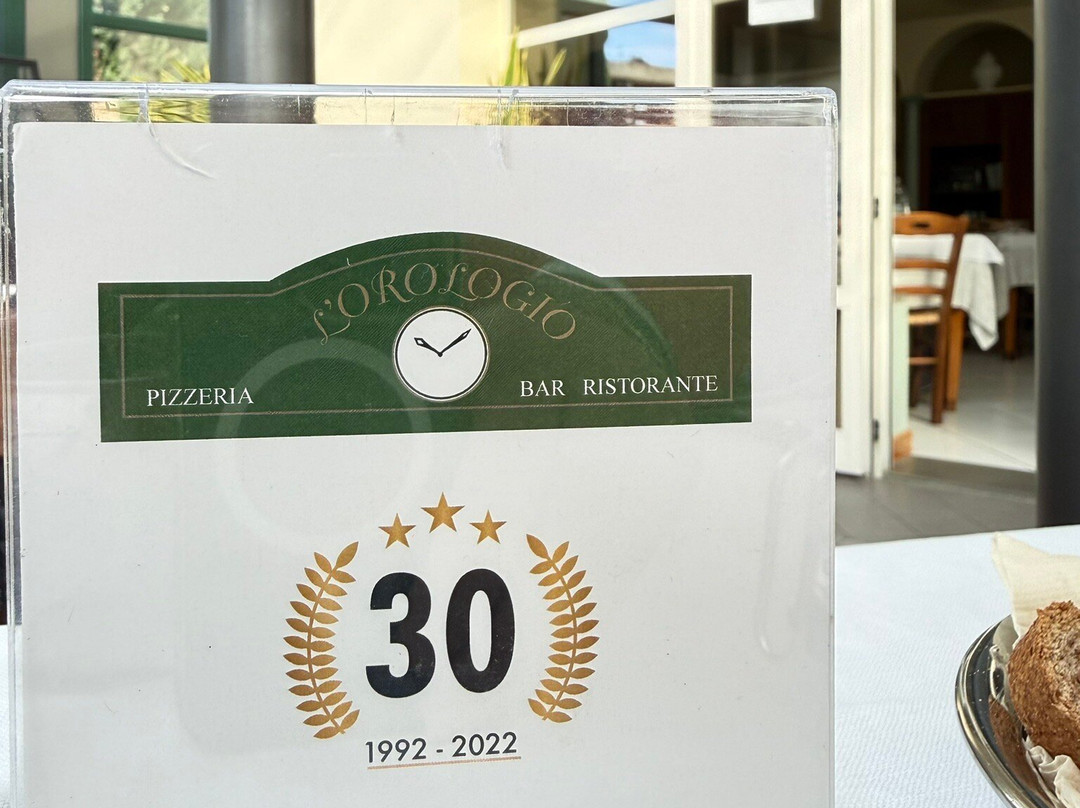 L'OROLOGIO
PIZZERIA BAR RISTORANTE
30
1992 - 2022